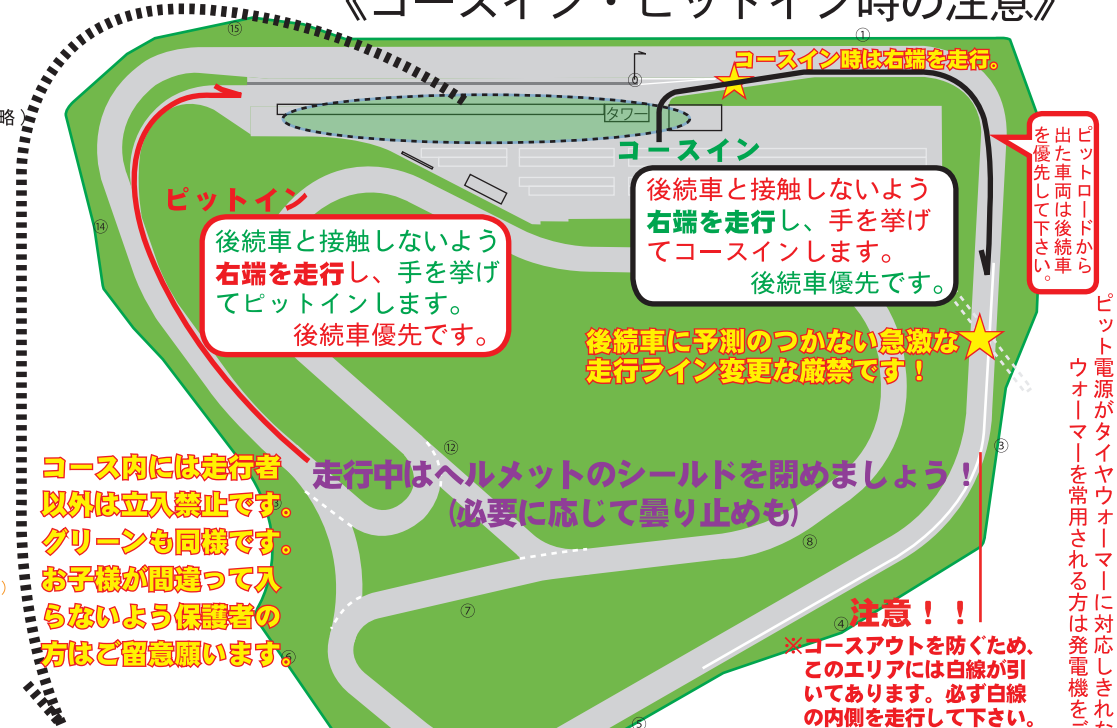 《コースイン・ピットイン時の注意》
⑮
①
コースイン時は右端を走行。
略）
⓪
タワー
コースイン
ピットロードから
出た車両は後続車
を優先して下さい。
後続車と接触しないよう
右端を走行し、手を挙げ
てコースインします。
後続車優先です。
ピットイン
⑭
後続車と接触しないよう
右端を走行し、手を挙げ
てピットインします。
後続車優先です。
後続車に予測のつかない急激な
走行ライン変更な厳禁です！
ピット電源がタイヤウォーマーに対応しきれ
ウォーマーを常用される方は発電機を
③
⑫
走行中はヘルメットのシールドを閉めましょう！
(必要に応じて曇り止めも)
コース内には走行者
以外は立入禁止です。
グリーンも同様です。
お子様が間違って入
らないよう保護者の
方はご留意願います。
⑧
⑦
⑥
）
注意！！
④
※コースアウトを防ぐため、
このエリアには白線が引
いてあります。必ず白線
の内側を走行して下さい。
⑤